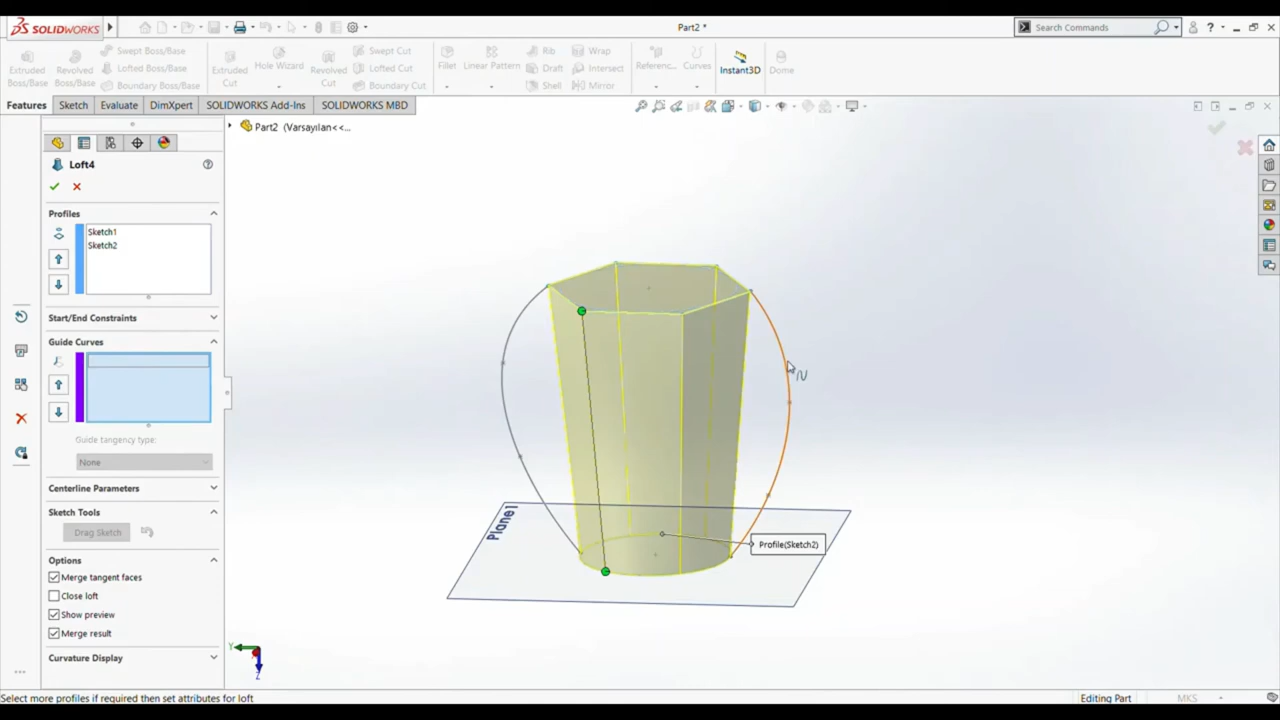 SOLIDWORKS
Part2 *
Search Commands
Extruded Boss/Base
Revolved Boss/Base
Swept Boss/Base
Lofted Boss/Base
Boundary Boss/Base
Extruded Cut
Hole Wizard
Revolved Cut
Swept Cut
Lofted Cut
Boundary Cut
Fillet
Linear Pattern
Rib
Draft
Shell
Wrap
Intersect
Mirror
Referenc...
Curves
Instant3D
Dome
Features
Sketch
Evaluate
DimXpert
SOLIDWORKS Add-Ins
SOLIDWORKS MBD
Part2 (Varsayılan<<...
Loft4
Profiles
Sketch1
Sketch2
Start/End Constraints
Guide Curves
Guide tangency type:
None
Centerline Parameters
Sketch Tools
Drag Sketch
Options
Merge tangent faces
Close loft
Show preview
Merge result
Curvature Display
Plane1
Profile(Sketch2)
Y
Z
Select more profiles if required then set attributes for loft
Editing Part
MKS